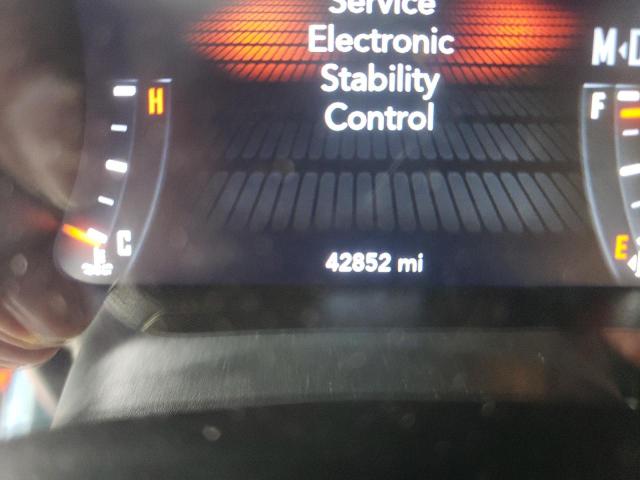 Service
Electronic
Stability
Control
M D
H
F
C
E
42852 mi